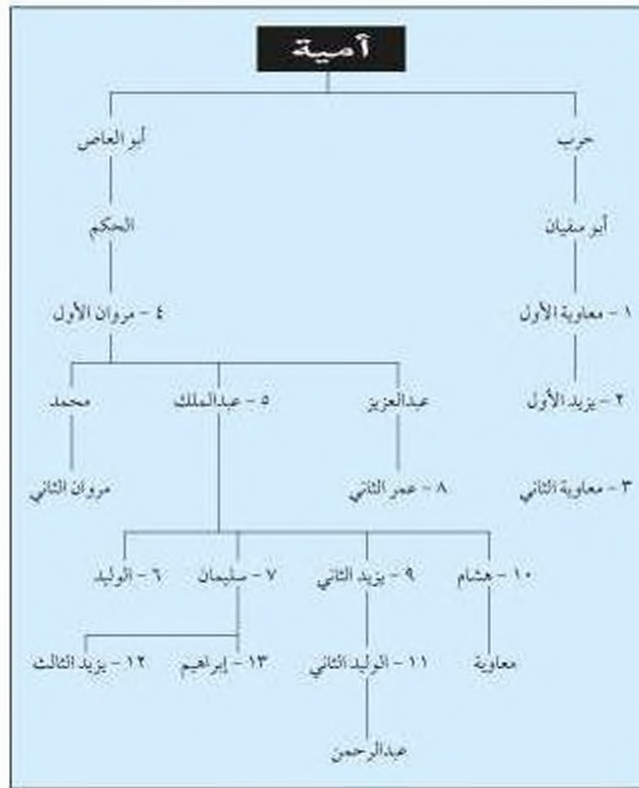 أمية
حرب
أبو العاص
أبو سفيان
الحكم
١ - معاوية الأول
٤ - مروان الأول
٢ - يزيد الأول
عبدالعزيز
٥ - عبدالملك
محمد
٣ - معاوية الثاني
٨ - عمر الثاني
مروان الثاني
١٠ - هشام
٩ - يزيد الثاني
٧ - سليمان
٦ - الوليد
معاوية
١١ - الوليد الثاني
١٣ - إبراهيم
١٢ - يزيد الثالث
عبدالرحمن